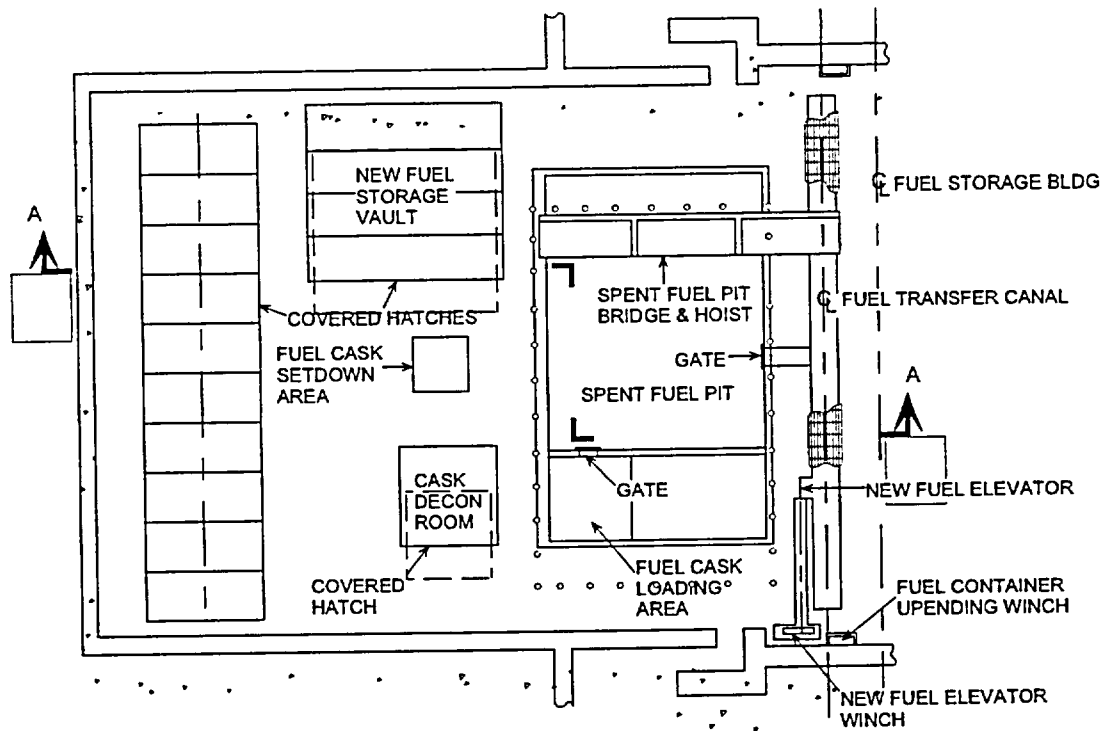 NEW FUEL
STORAGE
VAULT
℄ FUEL STORAGE BLDG
A
COVERED HATCHES
SPENT FUEL PIT
BRIDGE & HOIST
℄ FUEL TRANSFER CANAL
FUEL CASK
SETDOWN
AREA
GATE
A
SPENT FUEL PIT
CASK
DECON
ROOM
GATE
NEW FUEL ELEVATOR
COVERED
HATCH
FUEL CASK
LOADING
AREA
FUEL CONTAINER
UPENDING WINCH
NEW FUEL ELEVATOR
WINCH